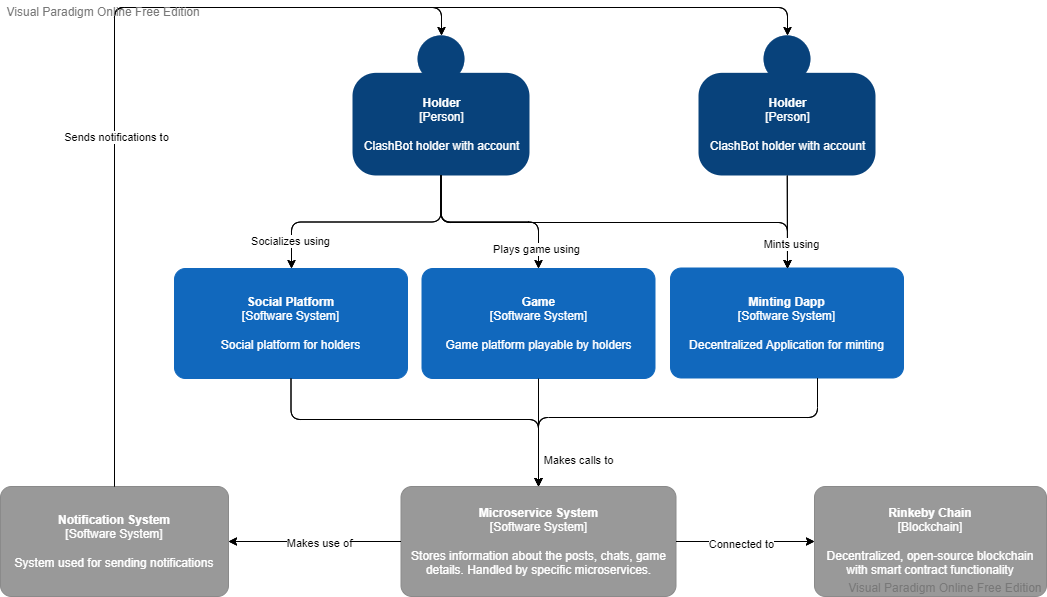 Visual Paradigm Online Free Edition
Holder
[Person]
ClashBot holder with account
Holder
[Person]
ClashBot holder with account
Sends notifications to
Socializes using
Plays game using
Mints using
Social Platform
[Software System]
Social platform for holders
Game
[Software System]
Game platform playable by holders
Minting Dapp
[Software System]
Decentralized Application for minting
Makes calls to
Notification System
[Software System]
System used for sending notifications
Makes use of
Microservice System
[Software System]
Stores information about the posts, chats, game
details. Handled by specific microservices.
Connected to
Rinkeby Chain
[Blockchain]
Decentralized, open-source blockchain
with smart contract functionality
Visual Paradigm Online Free Edition